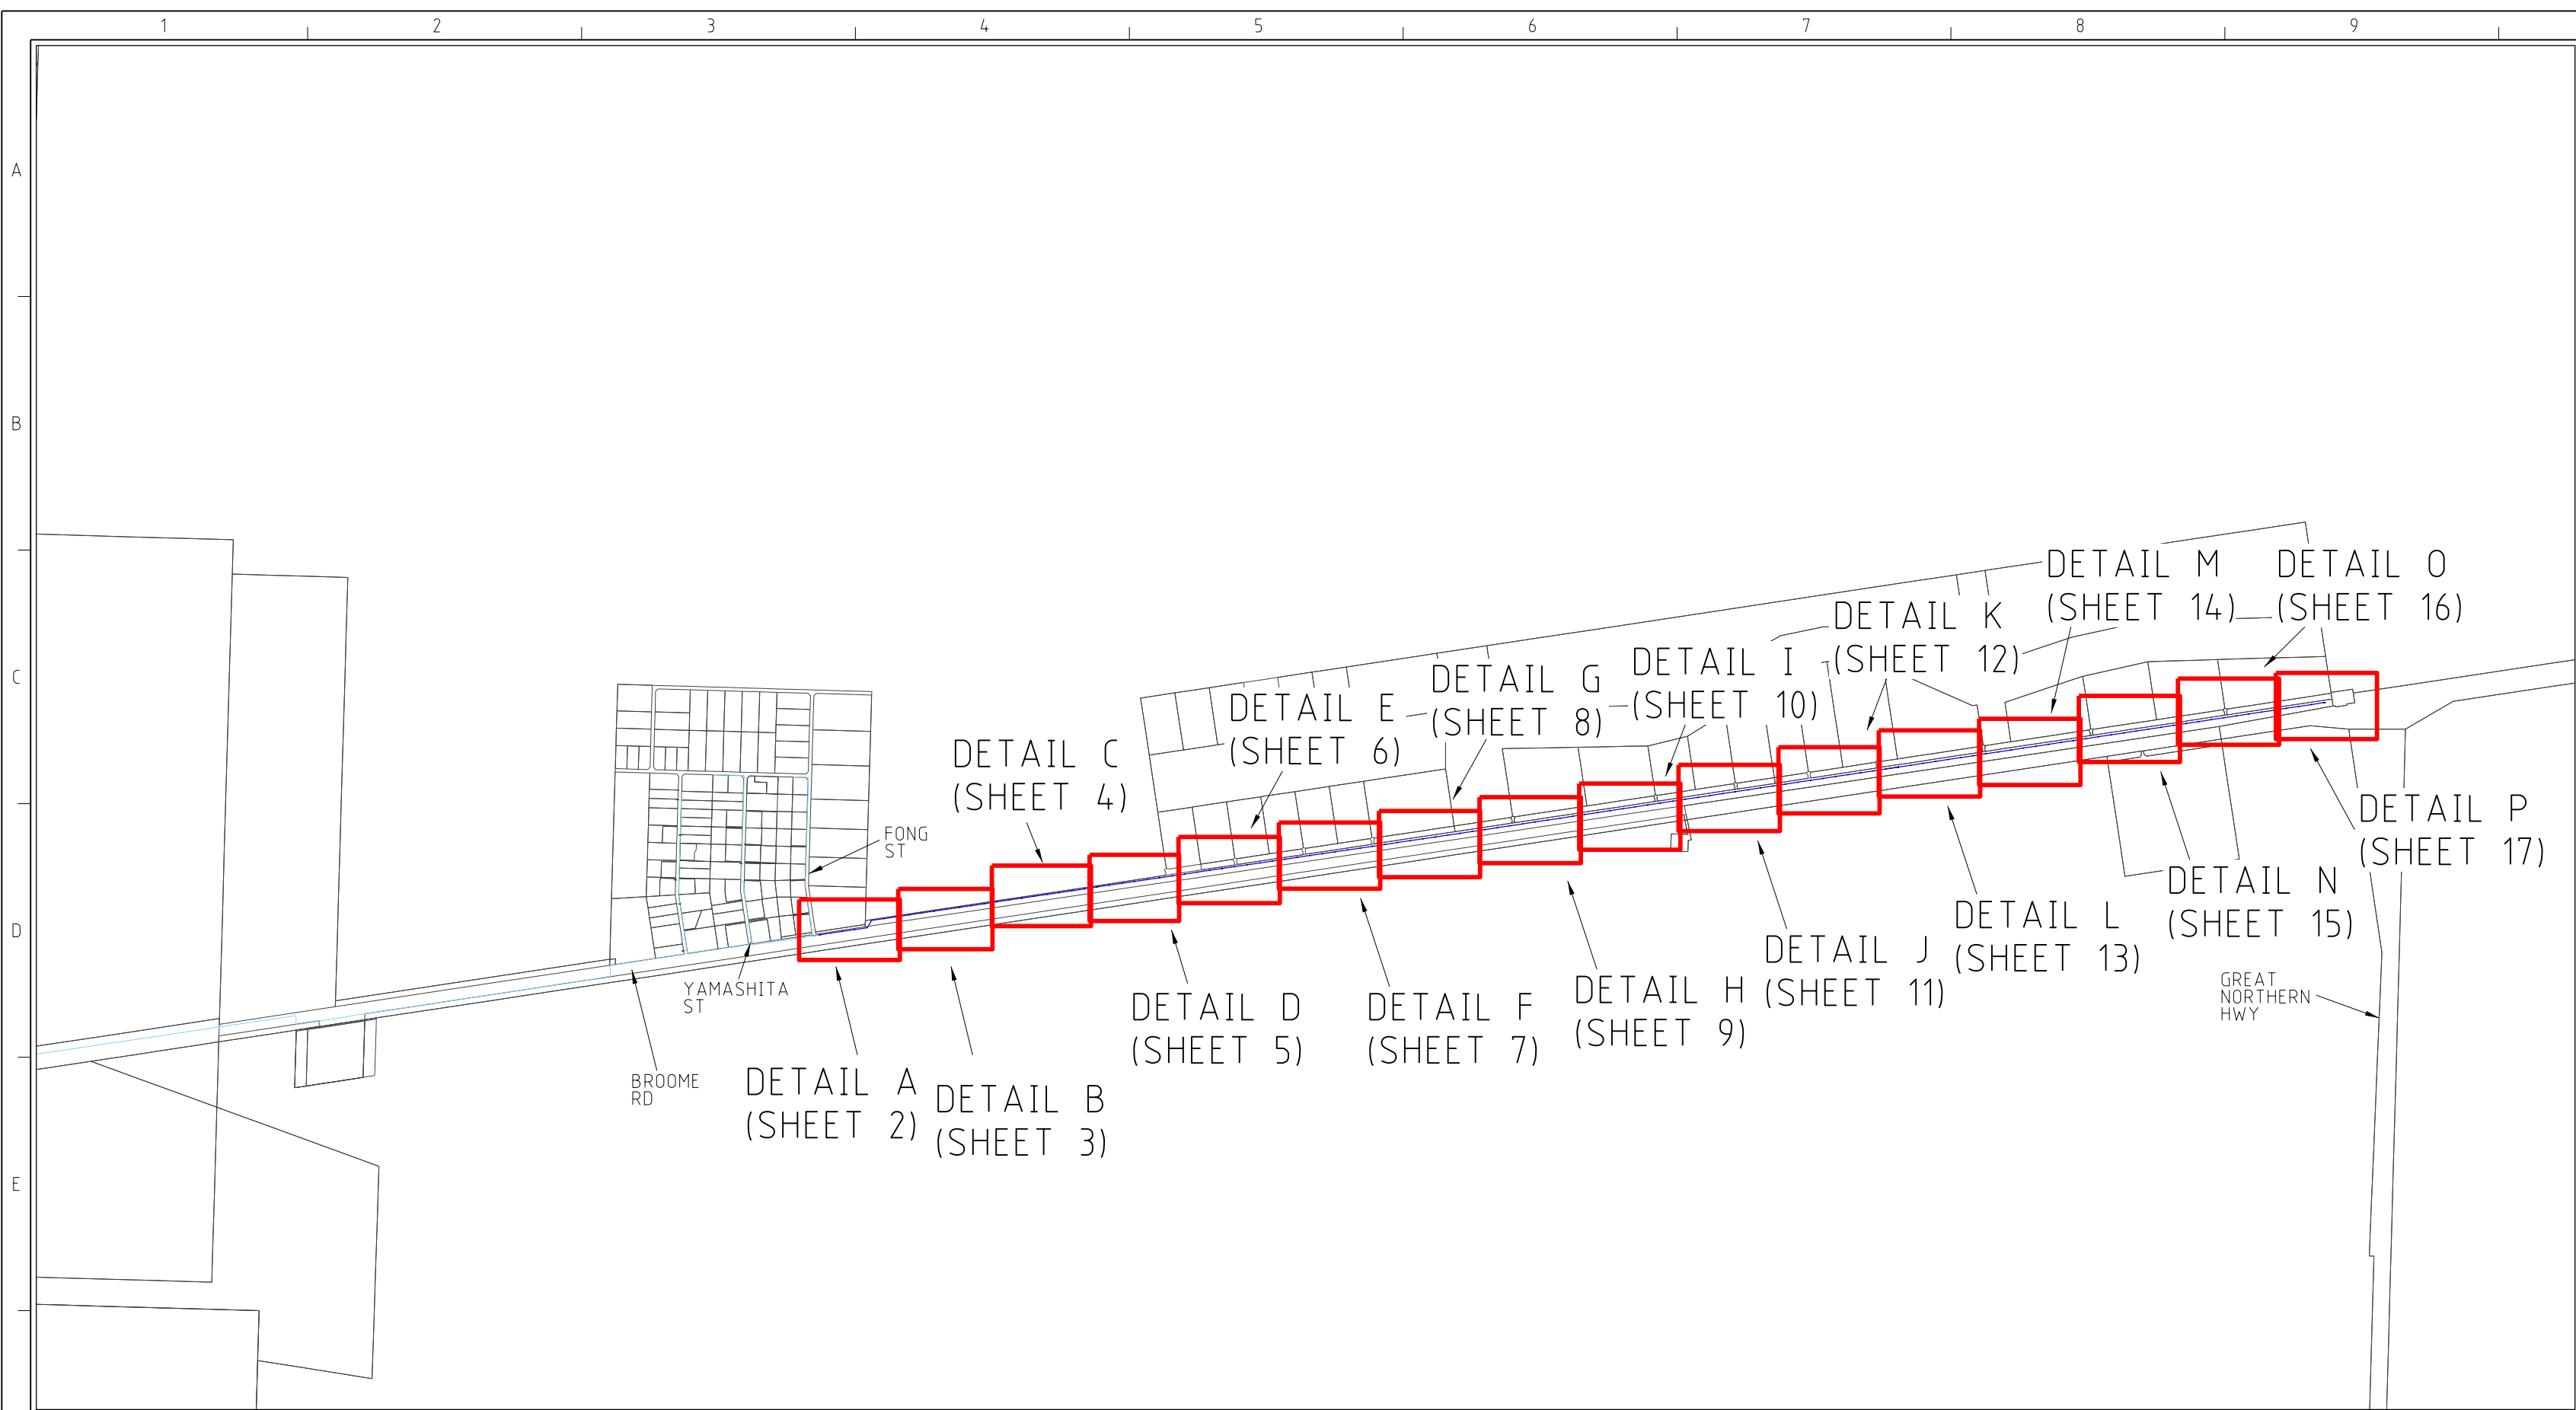 1 2 3 4 5 6 7 8 9
A
B
C
D
E
DETAIL M
(SHEET 14)
DETAIL O
(SHEET 16)
DETAIL K
(SHEET 12)
DETAIL I
(SHEET 10)
DETAIL G
(SHEET 8)
DETAIL E
(SHEET 6)
DETAIL C
(SHEET 4)
FONG
ST
DETAIL P
(SHEET 17)
DETAIL N
(SHEET 15)
DETAIL L
(SHEET 13)
DETAIL J
(SHEET 11)
DETAIL H
(SHEET 9)
DETAIL F
(SHEET 7)
DETAIL D
(SHEET 5)
GREAT
NORTHERN
HWY
YAMASHITA
ST
BROOME
RD
DETAIL A
(SHEET 2)
DETAIL B
(SHEET 3)